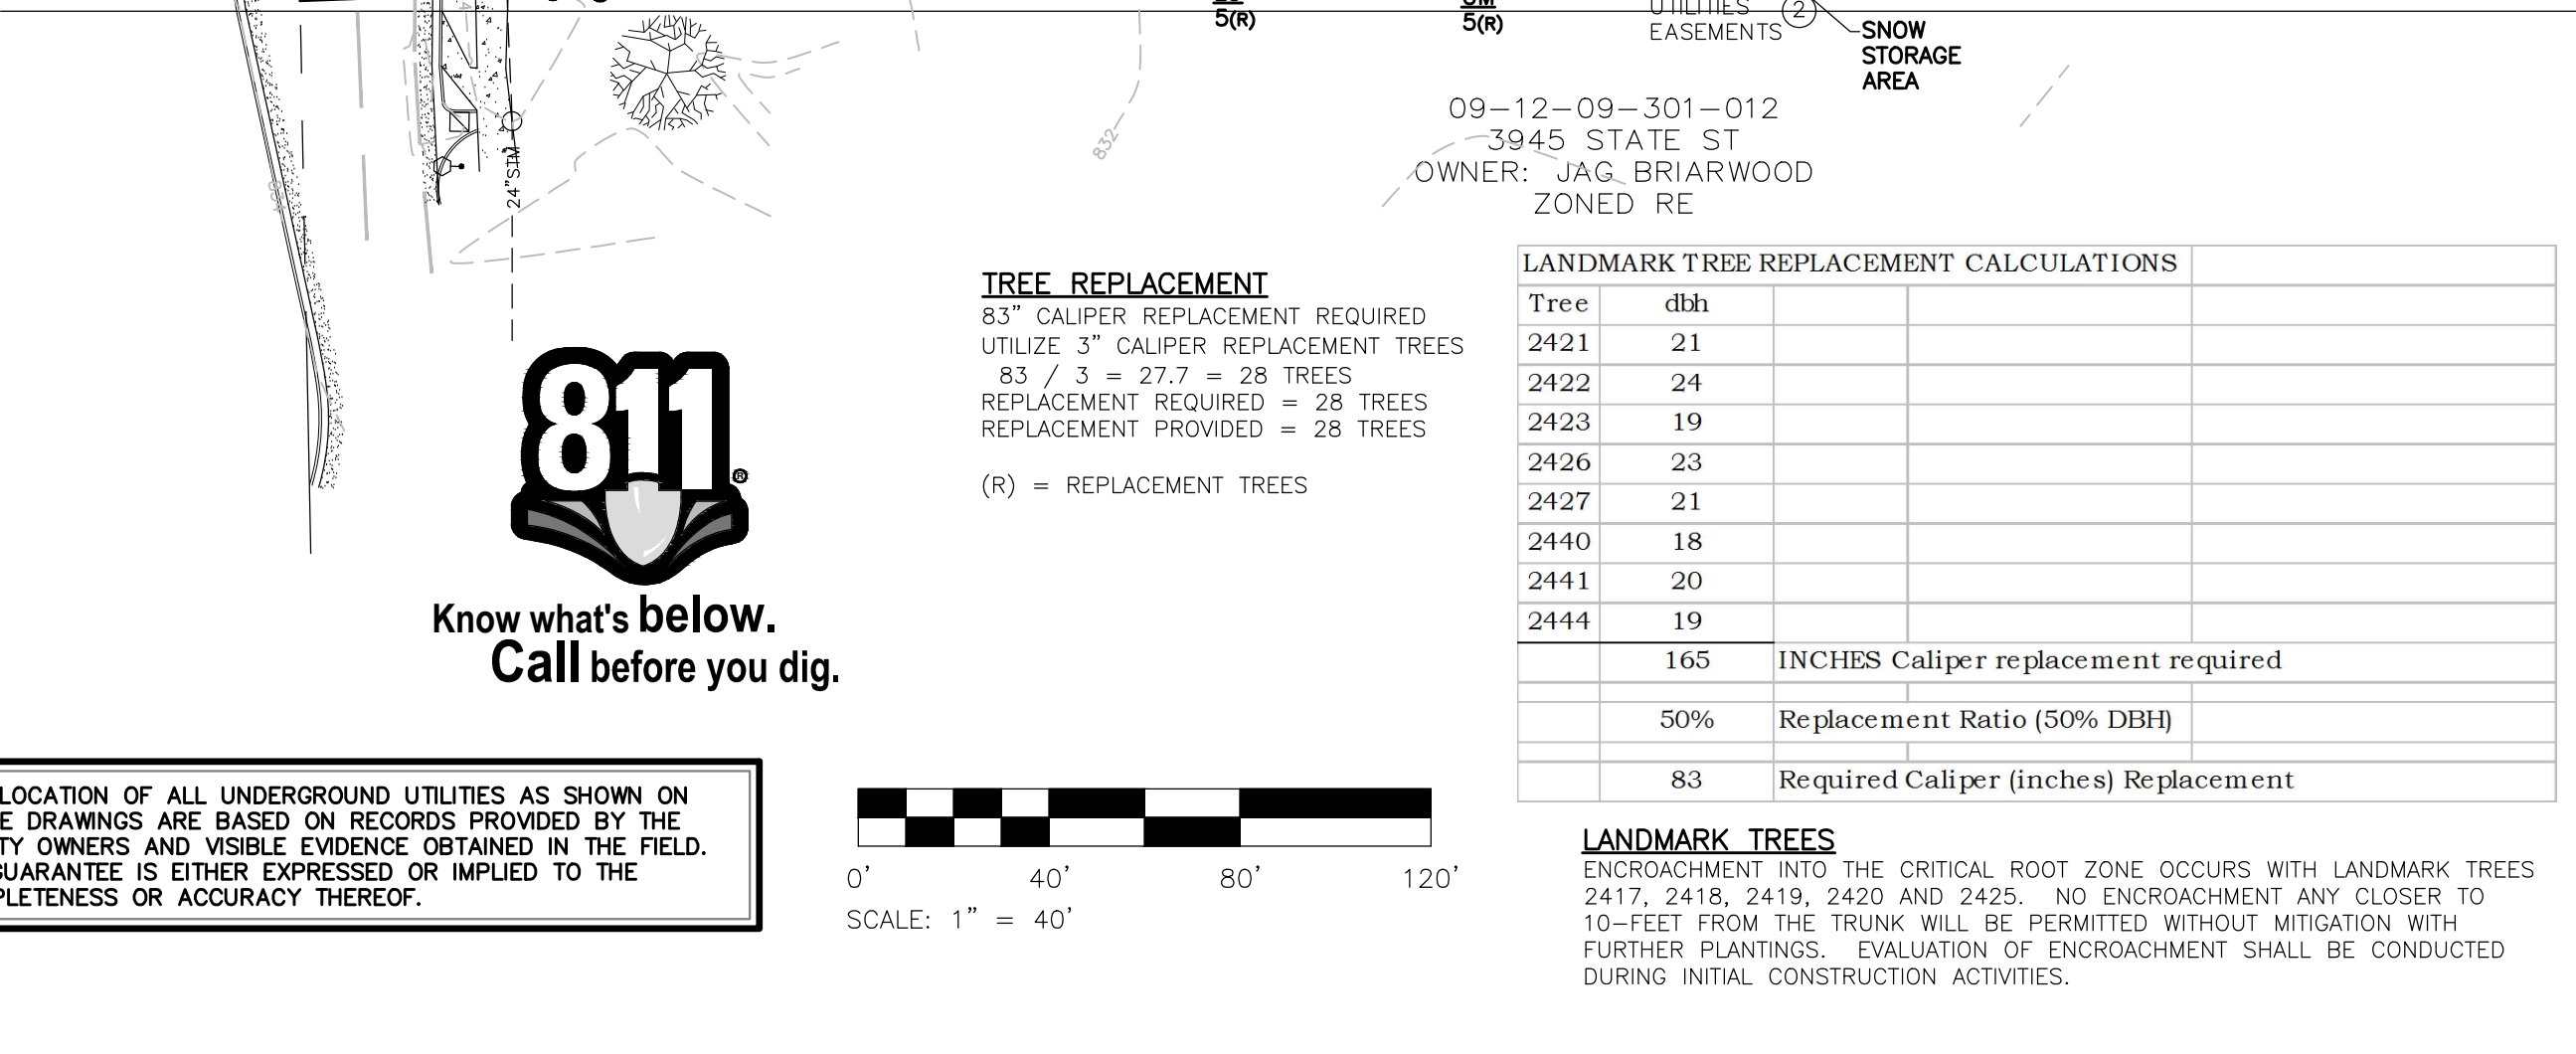 5(R)
5(R)
EASEMENTS
2
SNOW
STORAGE
AREA
09-12-09-301-012
3945 STATE ST
OWNER: JAG BRIARWOOD
ZONED RE
832
834
24"STM
TREE REPLACEMENT
83" CALIPER REPLACEMENT REQUIRED
UTILIZE 3" CALIPER REPLACEMENT TREES
83 / 3 = 27.7 = 28 TREES
REPLACEMENT REQUIRED = 28 TREES
REPLACEMENT PROVIDED = 28 TREES
(R) = REPLACEMENT TREES
LANDMARK TREE REPLACEMENT CALCULATIONS
Tree dbh
2421 21
2422 24
2423 19
2426 23
2427 21
2440 18
2441 20
2444 19
165 INCHES Caliper replacement required
50% Replacement Ratio (50% DBH)
83 Required Caliper (inches) Replacement
811®
Know what's below.
Call before you dig.
LOCATION OF ALL UNDERGROUND UTILITIES AS SHOWN ON
E DRAWINGS ARE BASED ON RECORDS PROVIDED BY THE
TY OWNERS AND VISIBLE EVIDENCE OBTAINED IN THE FIELD.
GUARANTEE IS EITHER EXPRESSED OR IMPLIED TO THE
PLETENESS OR ACCURACY THEREOF.
0' 40' 80' 120'
SCALE: 1" = 40'
LANDMARK TREES
ENCROACHMENT INTO THE CRITICAL ROOT ZONE OCCURS WITH LANDMARK TREES
2417, 2418, 2419, 2420 AND 2425. NO ENCROACHMENT ANY CLOSER TO
10-FEET FROM THE TRUNK WILL BE PERMITTED WITHOUT MITIGATION WITH
FURTHER PLANTINGS. EVALUATION OF ENCROACHMENT SHALL BE CONDUCTED
DURING INITIAL CONSTRUCTION ACTIVITIES.